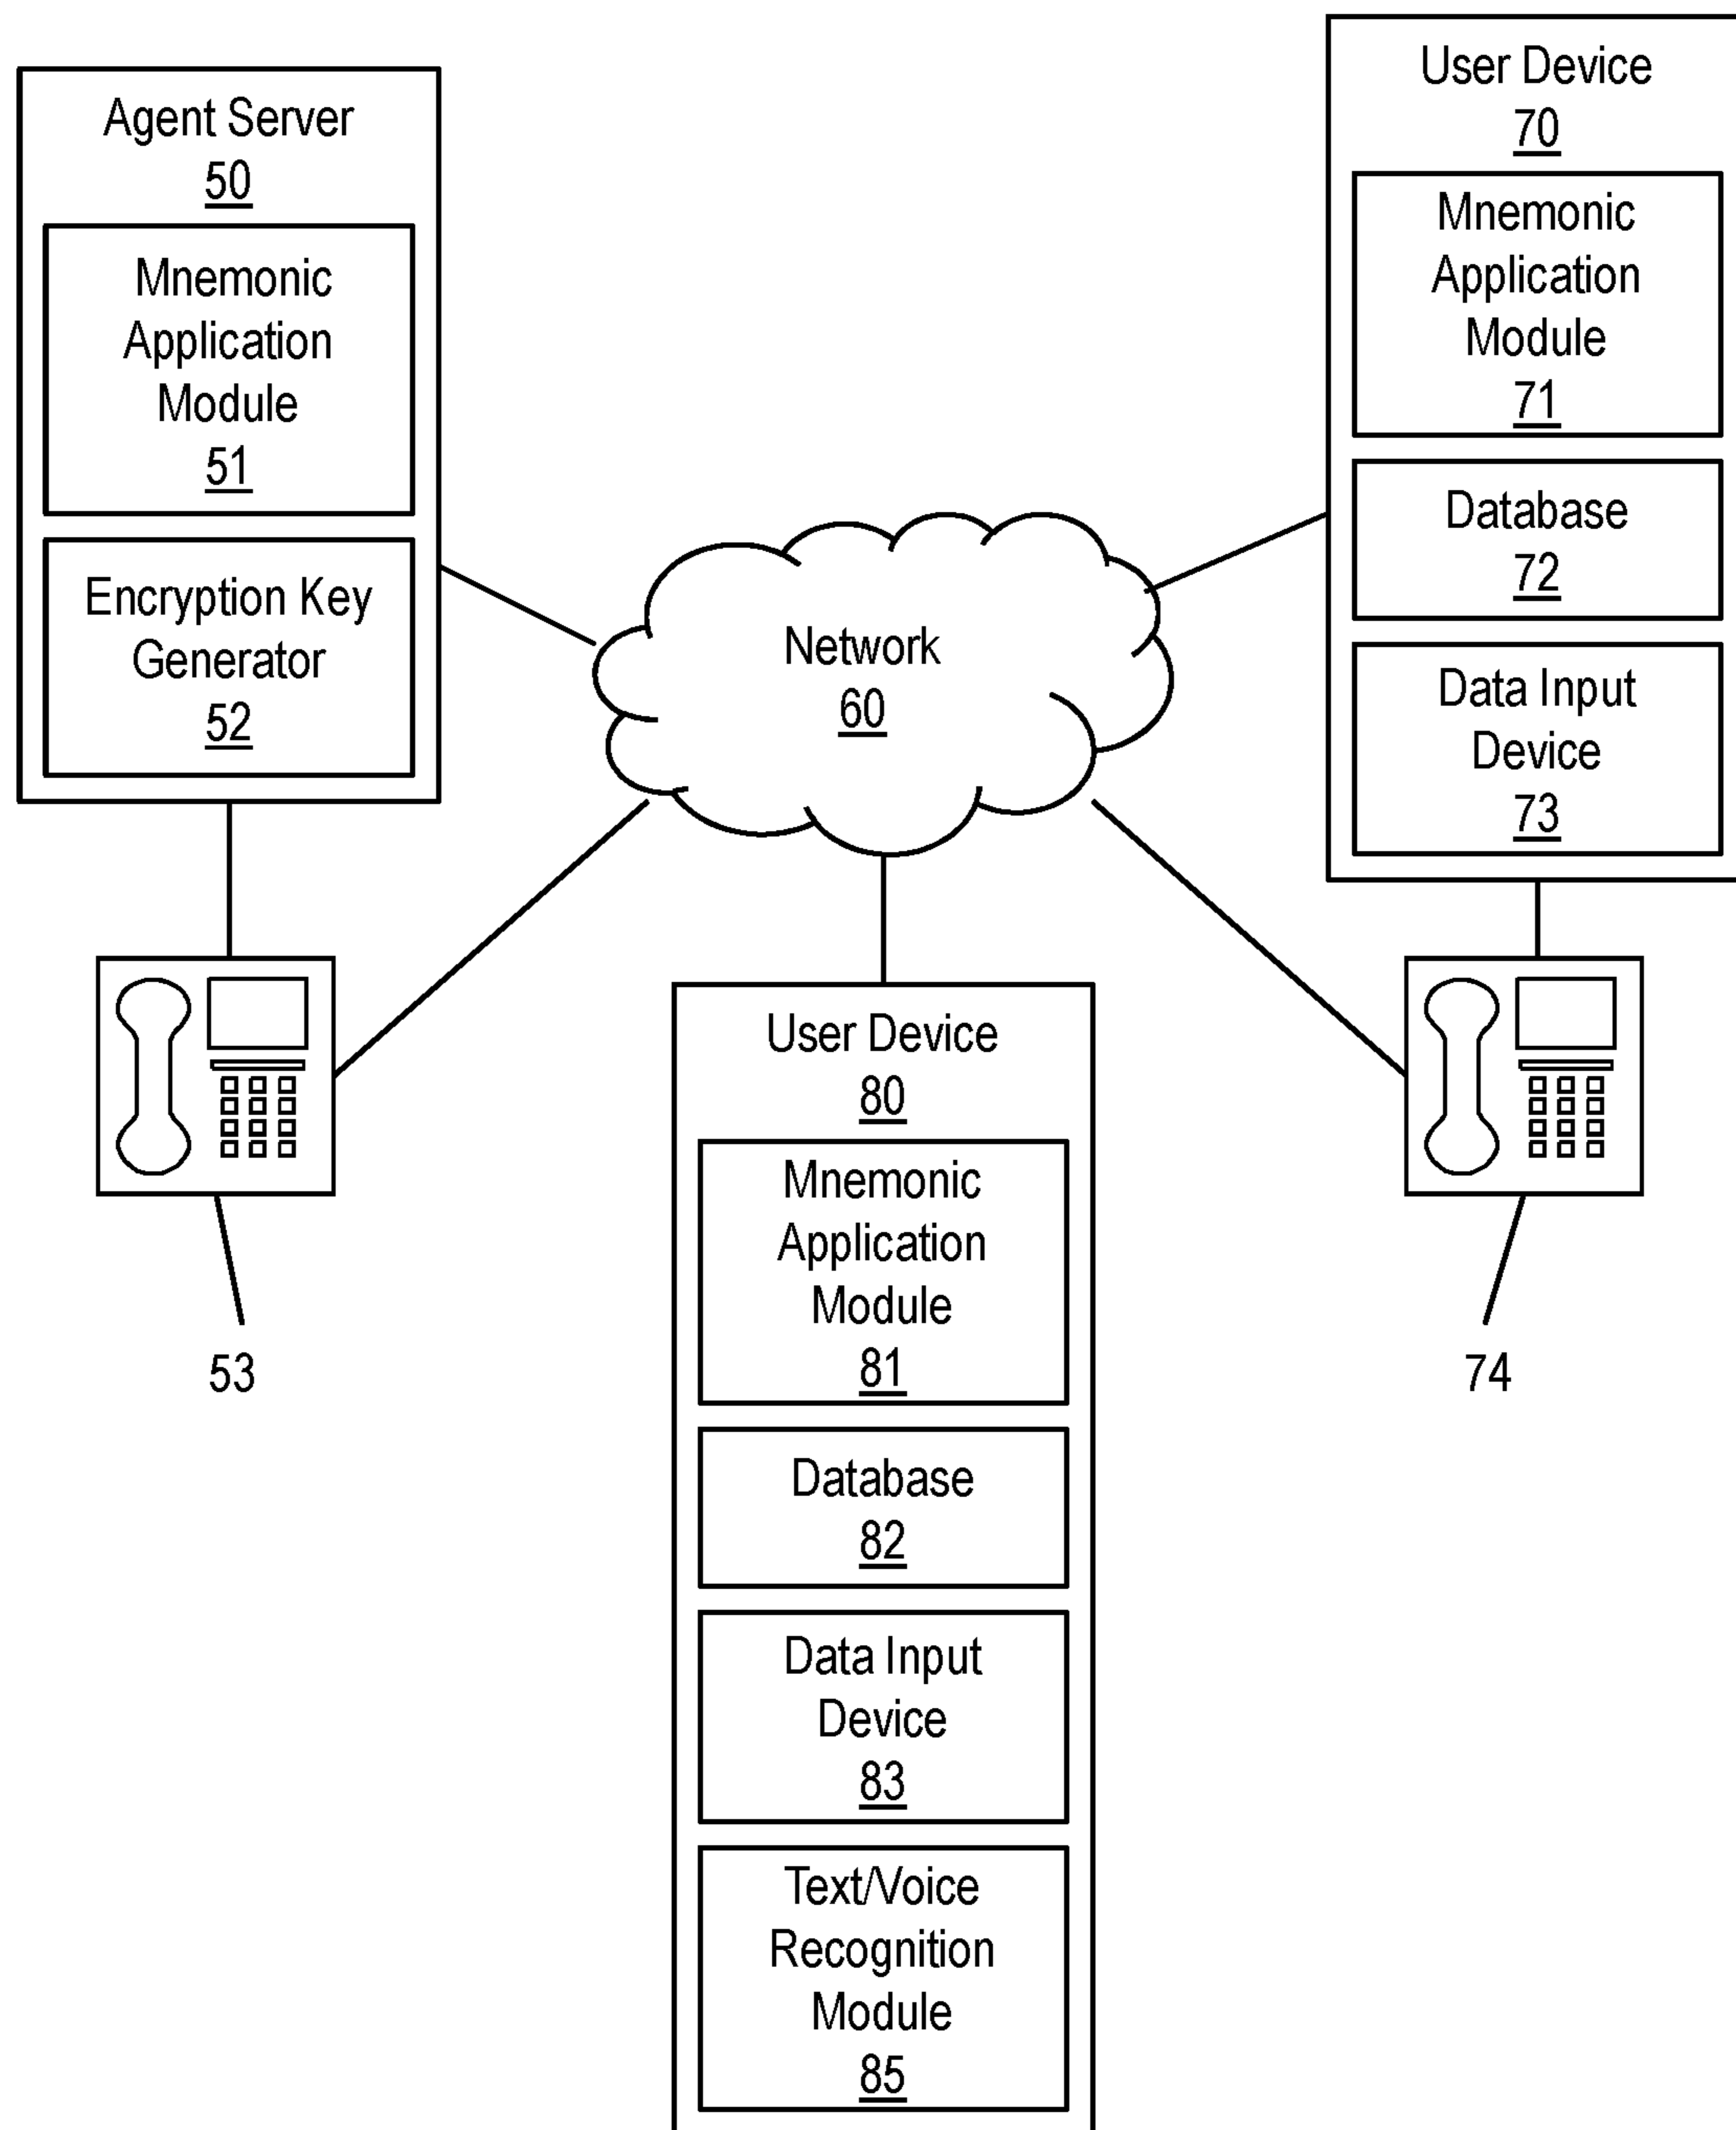 Agent Server
50
Mnemonic
Application
Module
51
Encryption Key
Generator
52
53
Network
60
User Device
70
Mnemonic
Application
Module
71
Database
72
Data Input
Device
73
74
User Device
80
Mnemonic
Application
Module
81
Database
82
Data Input
Device
83
Text/Voice
Recognition
Module
85